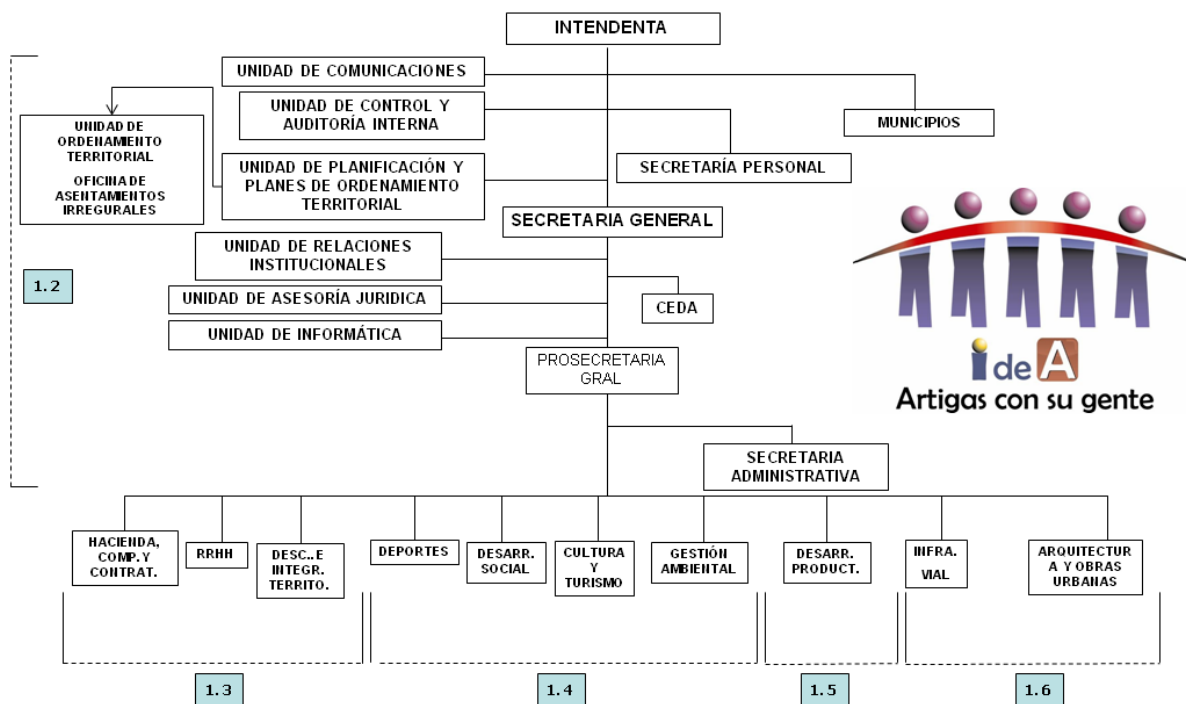 INTENDENTA
UNIDAD DE COMUNICACIONES
UNIDAD DE CONTROL Y
AUDITORÍA INTERNA
MUNICIPIOS
UNIDAD DE
ORDENAMIENTO
TERRITORIAL
OFICINA DE
ASENTAMIENTOS
IRREGURALES
UNIDAD DE PLANIFICACIÓN Y
PLANES DE ORDENAMIENTO
TERRITORIAL
SECRETARÍA PERSONAL
SECRETARIA GENERAL
UNIDAD DE RELACIONES
INSTITUCIONALES
1.2
UNIDAD DE ASESORÍA JURIDICA
CEDA
UNIDAD DE INFORMÁTICA
PROSECRETARIA
GRAL
i de A
Artigas con su gente
SECRETARIA
ADMINISTRATIVA
HACIENDA,
COMP. Y
CONTRAT.
RRHH
DESC..E
INTEGR.
TERRITO.
DEPORTES
DESARR.
SOCIAL
CULTURA
Y
TURISMO
GESTIÓN
AMBIENTAL
DESARR.
PRODUCT.
INFRA.
VIAL
ARQUITECTUR
A Y OBRAS
URBANAS
1.3
1.4
1.5
1.6